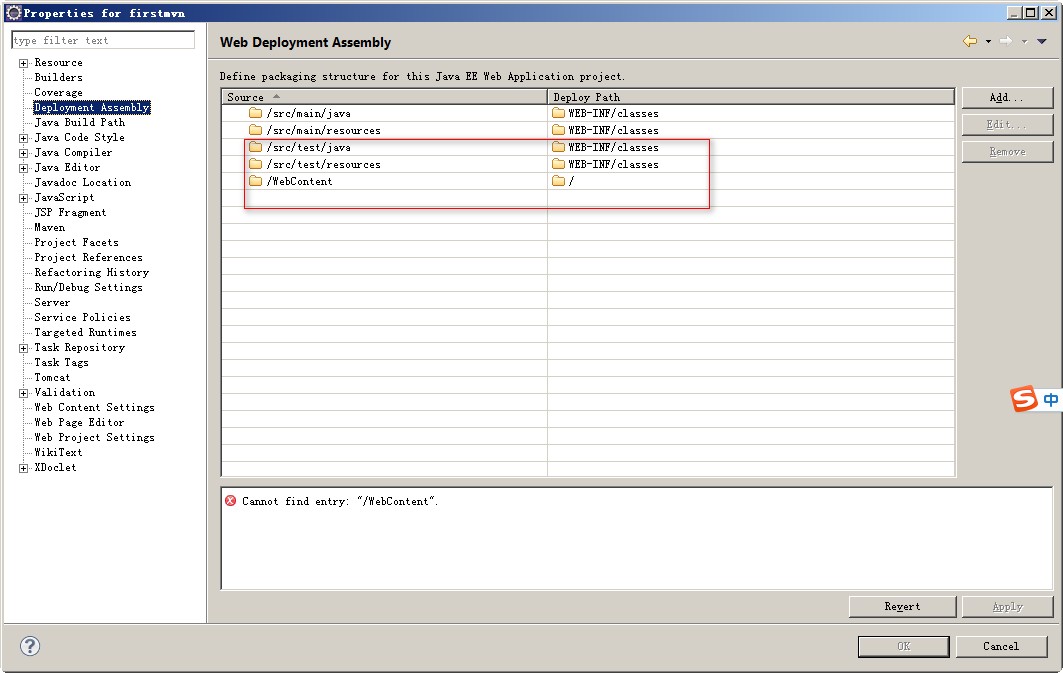 Properties for firstmvn
type filter text
Web Deployment Assembly
Resource
Builders
Coverage
Deployment Assembly
Java Build Path
Java Code Style
Java Compiler
Java Editor
Javadoc Location
JavaScript
JSP Fragment
Maven
Project Facets
Project References
Refactoring History
Run/Debug Settings
Server
Service Policies
Targeted Runtimes
Task Repository
Task Tags
Tomcat
Validation
Web Content Settings
Web Page Editor
Web Project Settings
WikiText
XDoclet
Define packaging structure for this Java EE Web Application project.
Source Deploy Path
/src/main/java WEB-INF/classes
/src/main/resources WEB-INF/classes
/src/test/java WEB-INF/classes
/src/test/resources WEB-INF/classes
/WebContent /
Add...
Edit...
Remove
S 中
Cannot find entry: "/WebContent".
Revert Apply
? OK Cancel